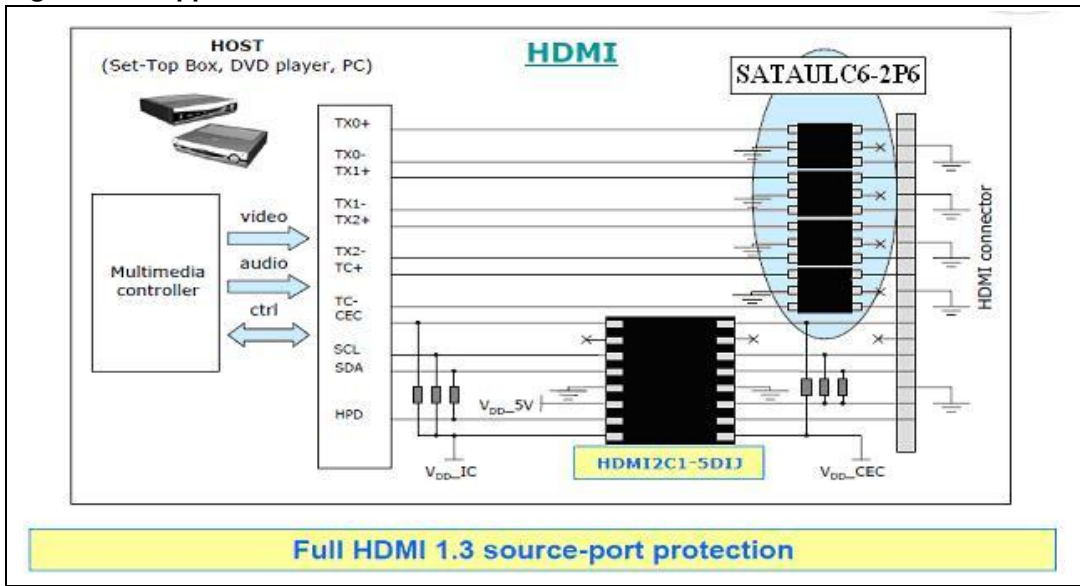 HOST
(Set-Top Box, DVD player, PC)
HDMI
SATAULC6-2P6
TX0+
TX0-
TX1+
TX1-
TX2+
TX2-
TC+
TC-
CEC
SCL
SDA
HPD
Multimedia
controller
video
audio
ctrl
HDMI connector
VDD_5V
VDD_IC
HDMI2C1-5DIJ
VDD_CEC
Full HDMI 1.3 source-port protection